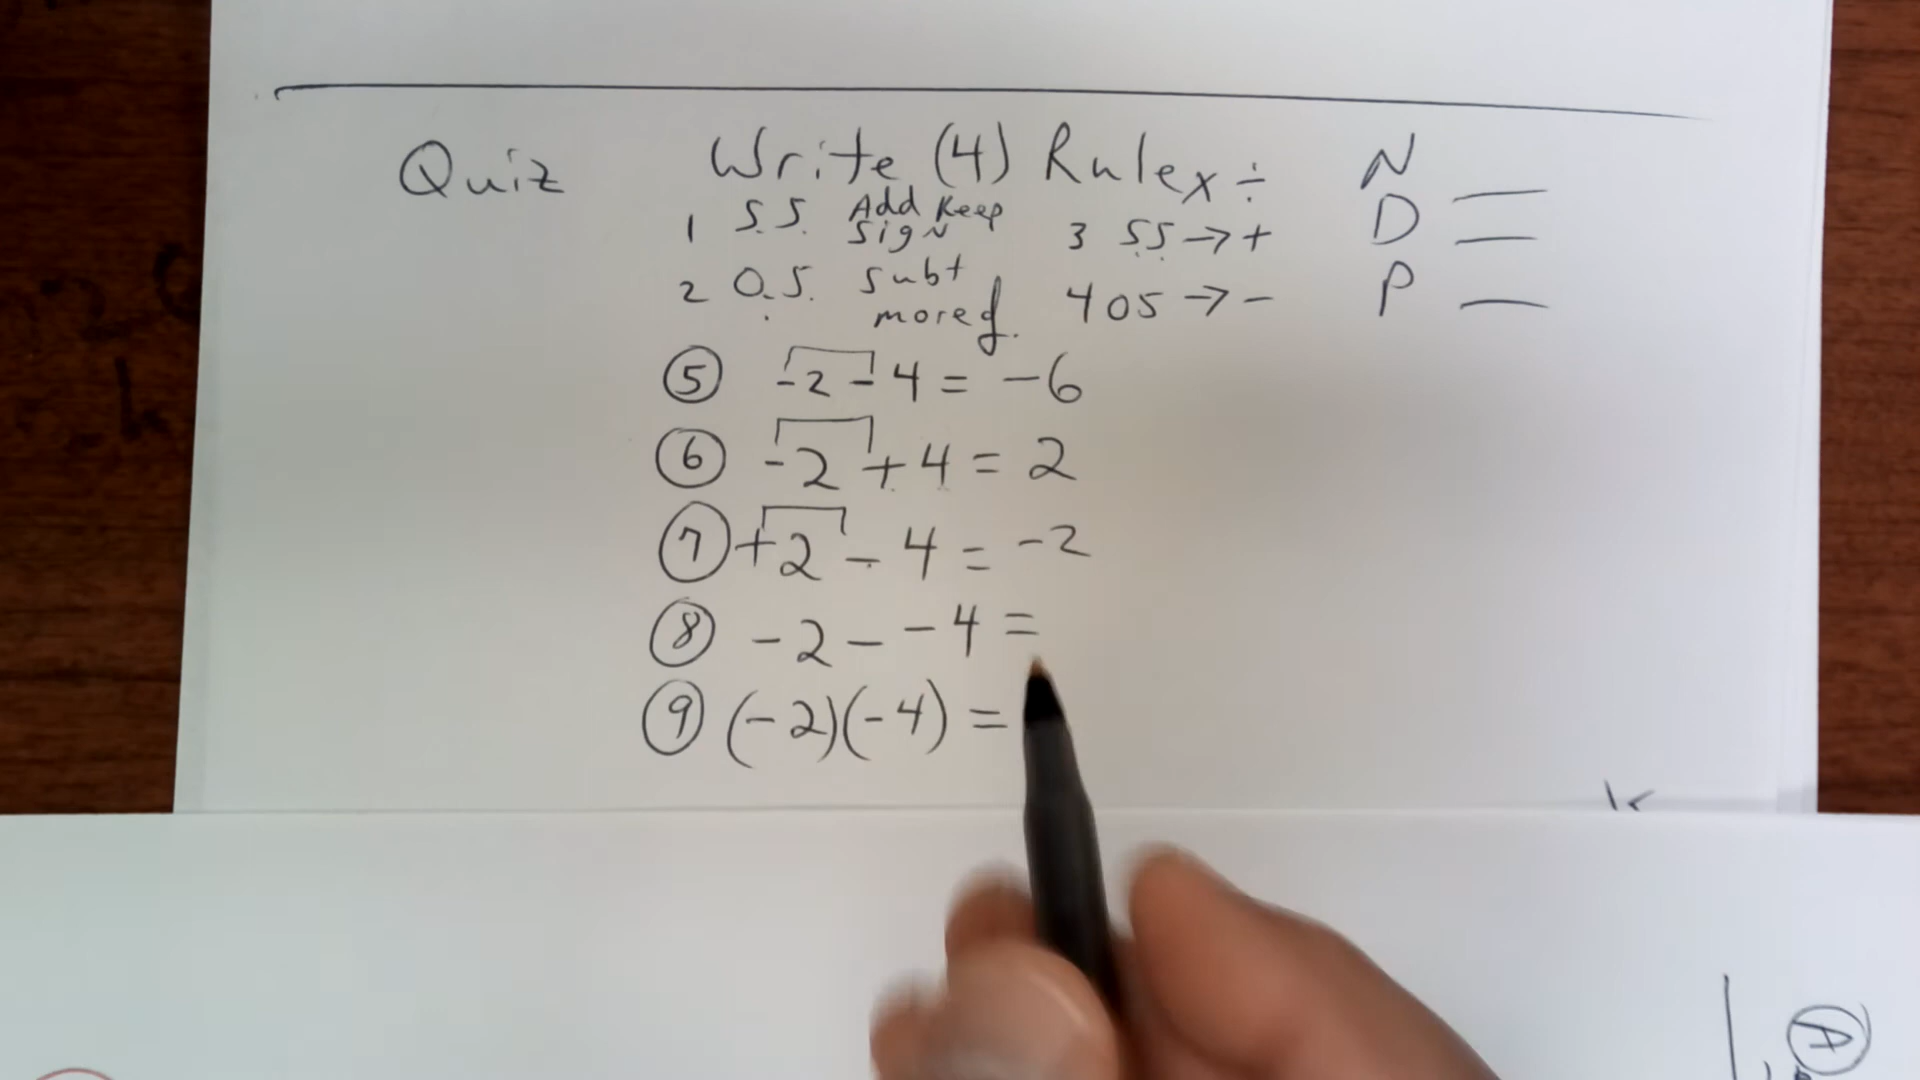 Quiz Write (4) Rules x ÷ N
D
P
1 S.S. Add Keep Sign
2 O.S. Subt more
3 SS → +
4 OS → -
⑤ -2 - 4 = -6
⑥ -2 + 4 = 2
⑦ +2 - 4 = -2
⑧ -2 - -4 =
⑨ (-2)(-4) =
A